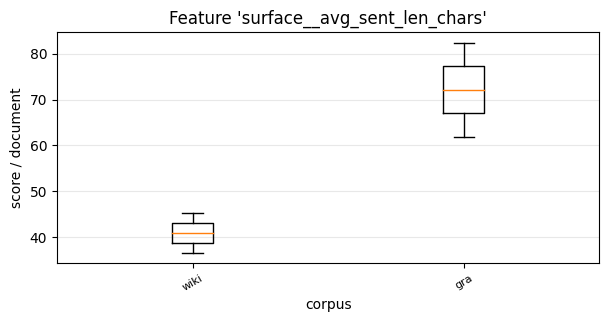 Feature 'surface__avg_sent_len_chars'
score / document
80
70
60
50
40
wiki
gra
corpus